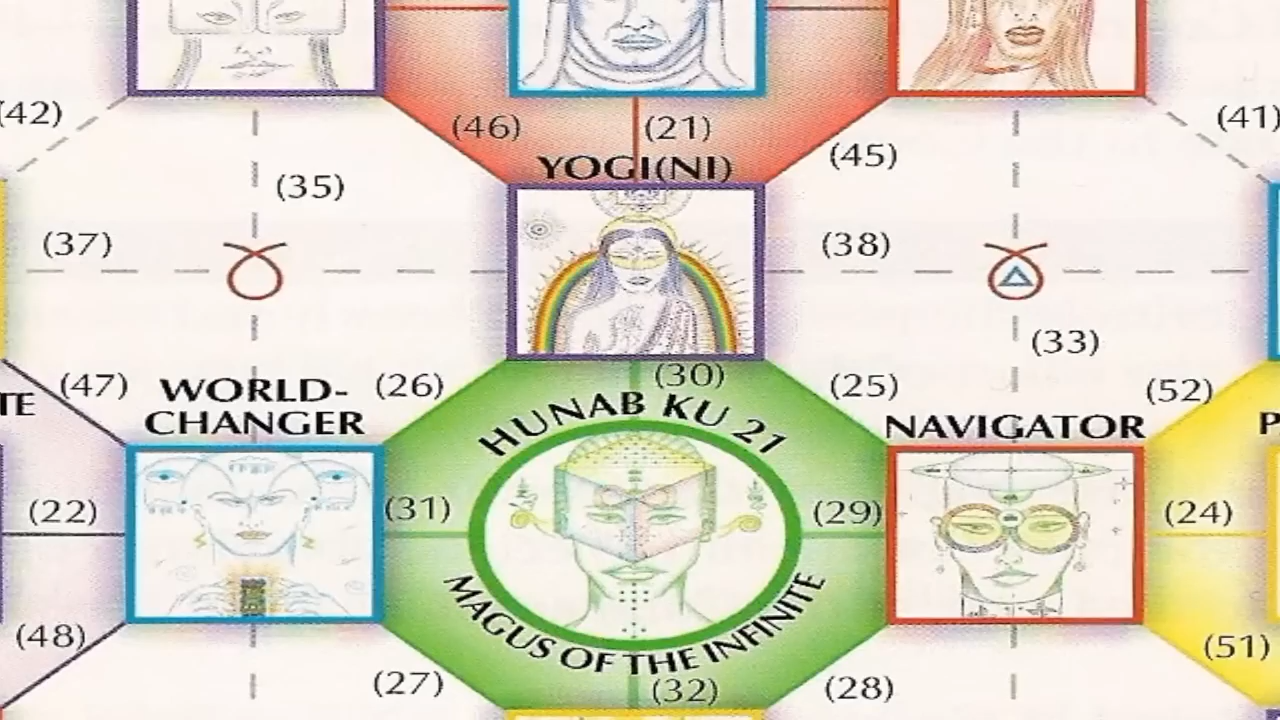 (42)
(46)
(21)
(45)
(41)
YOGI(NI)
(35)
(37)
(38)
(33)
(47)
WORLD-
CHANGER
(26)
(30)
(25)
(52)
TE
HUNAB KU 21
NAVIGATOR
P
(22)
(31)
(29)
(24)
MAGUS OF THE INFINITE
(48)
(51)
(27)
(32)
(28)